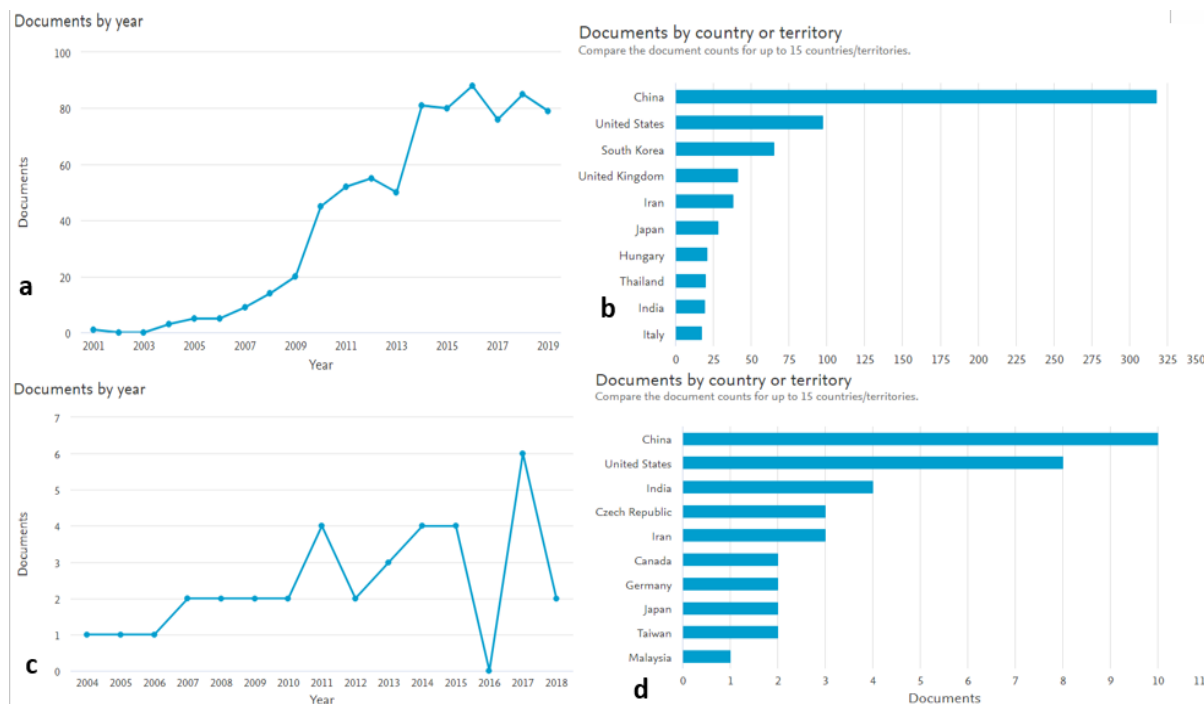 Documents by year
100
80
60
40
20
0
Documents
2001 2003 2005 2007 2009 2011 2013 2015 2017 2019
Year
a
Documents by country or territory
Compare the document counts for up to 15 countries/territories.
China
United States
South Korea
United Kingdom
Iran
Japan
Hungary
Thailand
India
Italy
0 25 50 75 100 125 150 175 200 225 250 275 300 325 350
b
Documents by year
7
6
5
4
3
2
1
0
Documents
2004 2005 2006 2007 2008 2009 2010 2011 2012 2013 2014 2015 2016 2017 2018
Year
c
Documents by country or territory
Compare the document counts for up to 15 countries/territories.
China
United States
India
Czech Republic
Iran
Canada
Germany
Japan
Taiwan
Malaysia
0 1 2 3 4 5 6 7 8 9 10 11
Documents
d